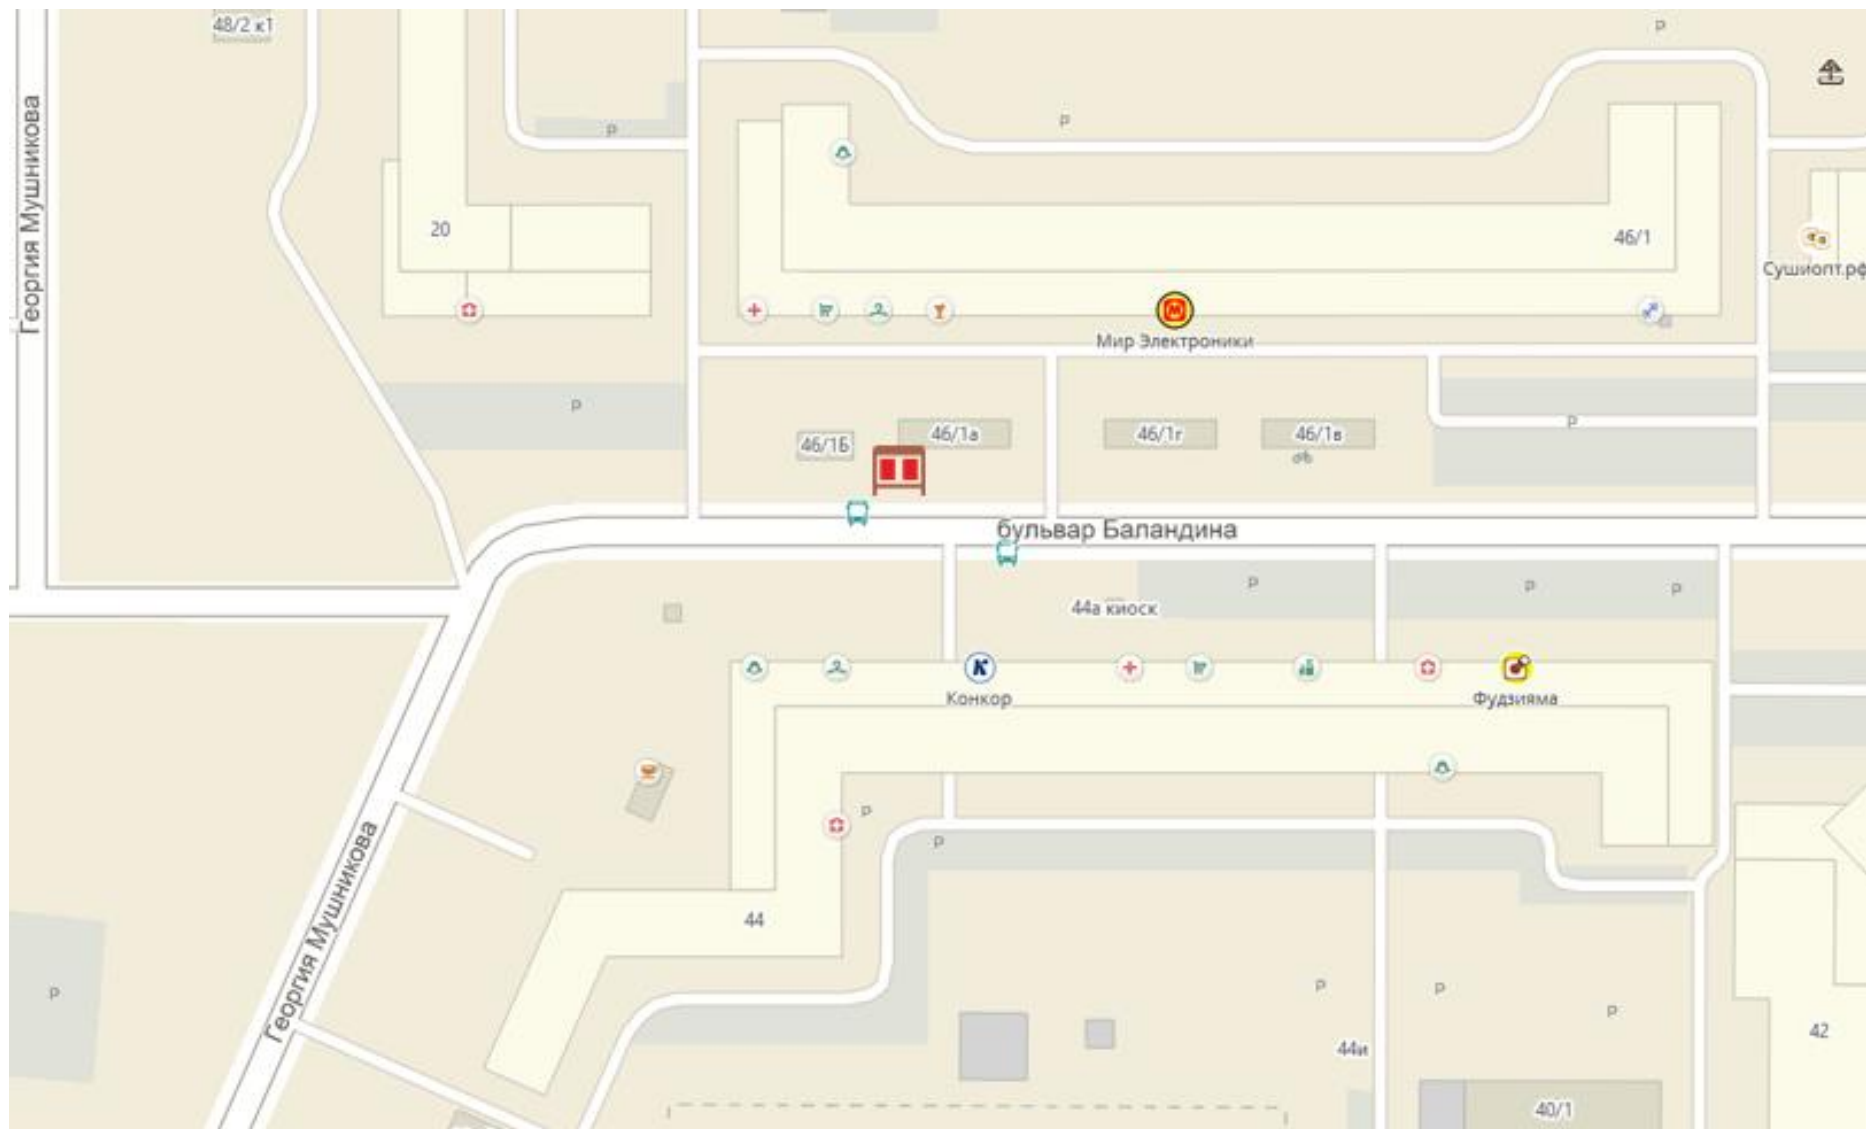 48/2 к1
P
Георгия Мушникова
P
P
20
46/1
Сушиопт.рф
М
Мир Электроники
P
P
46/1Б
46/1а
46/1г
46/1в
бульвар Баландина
P
P
P
44а киоск
К
Конкор
Фудзияма
P
P
Георгия Мушникова
44
P
P
P
P
42
44и
40/1